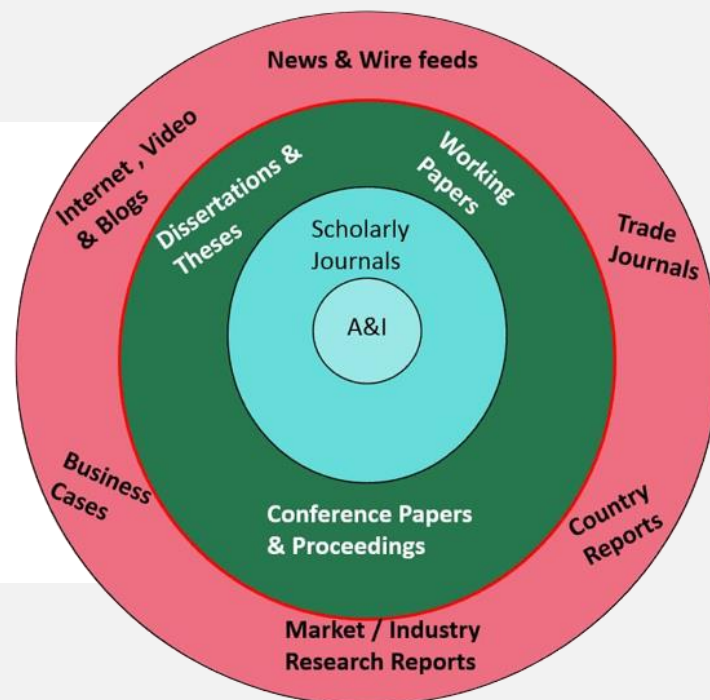 News & Wire feeds
Internet , Video
& Blogs
Dissertations &
Theses
Working
Papers
Trade
Journals
Scholarly
Journals
A&I
Business
Cases
Conference Papers
& Proceedings
Country
Reports
Market / Industry
Research Reports